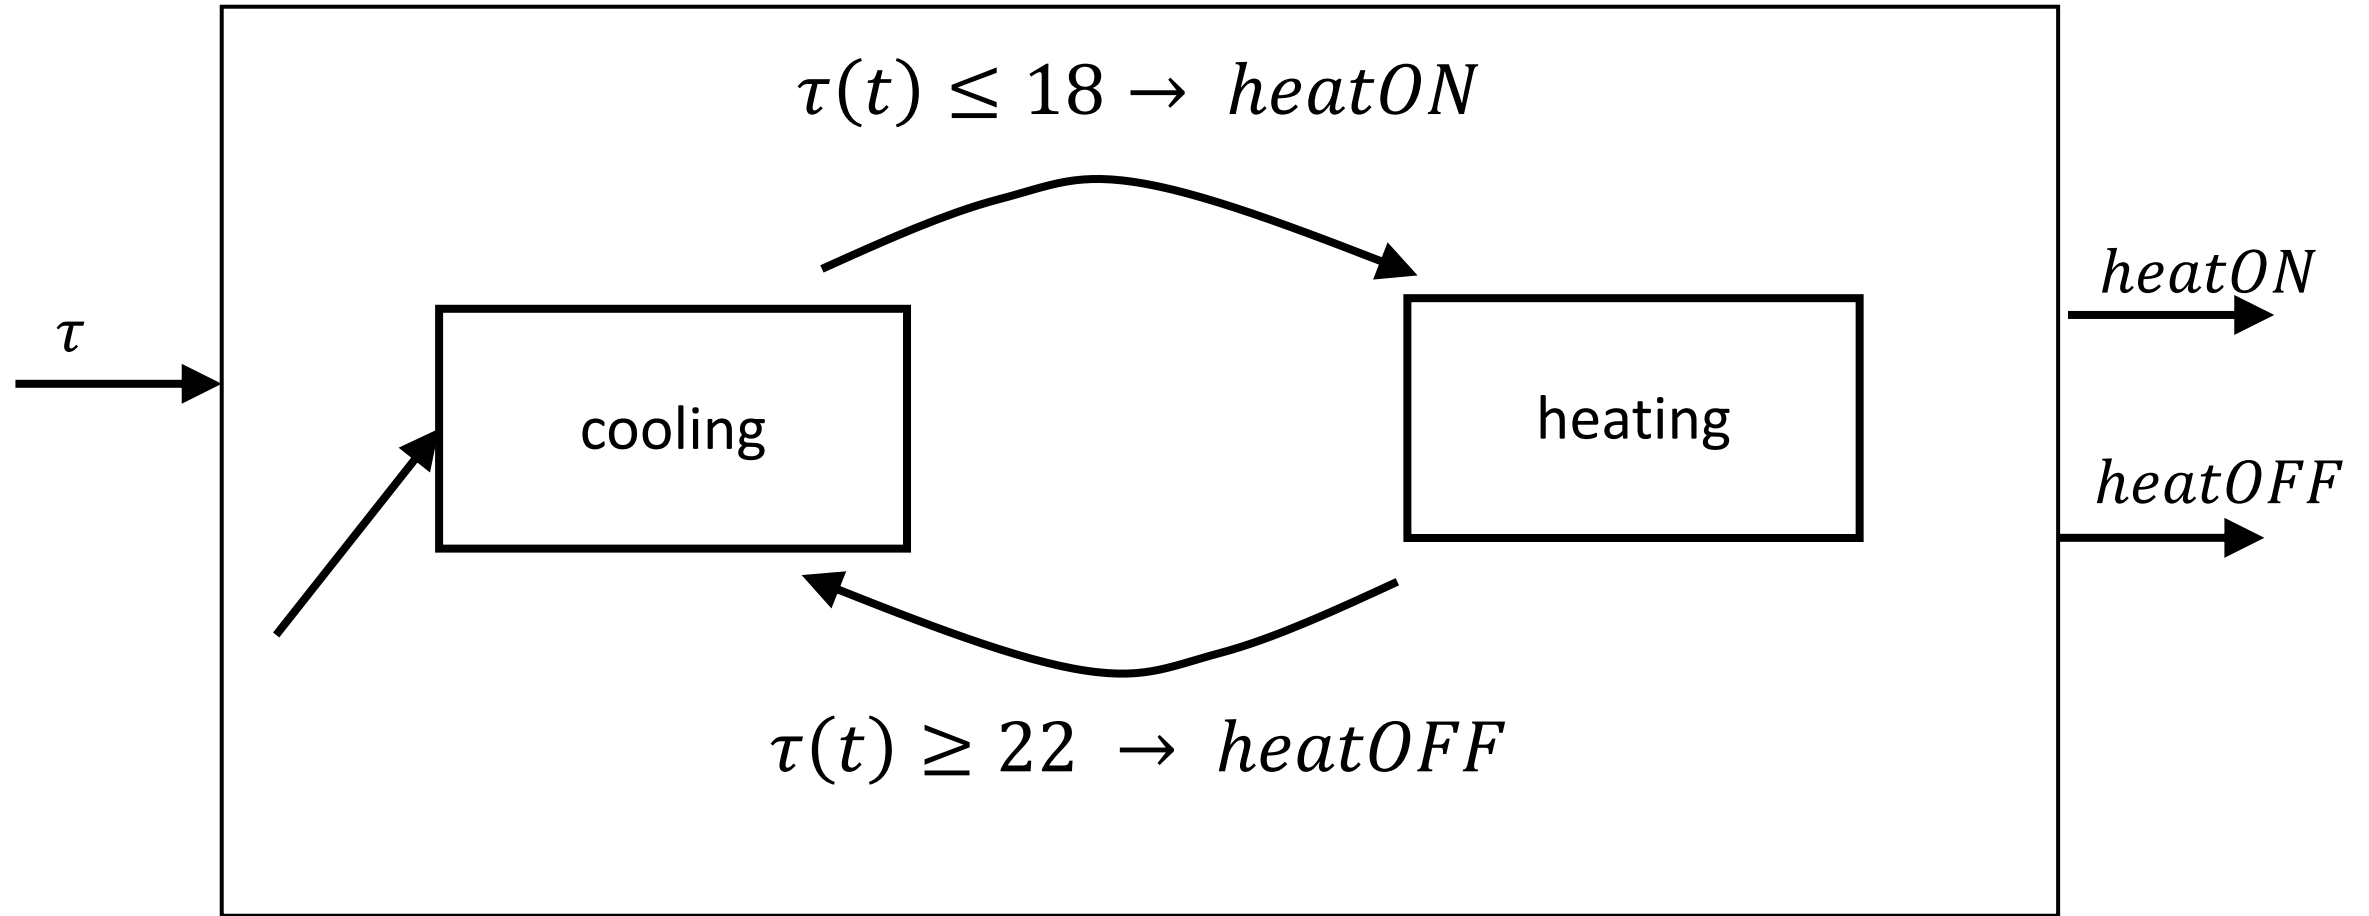 τ(t) ≤ 18 → heatON
heatON
τ
cooling
heating
heatOFF
τ(t) ≥ 22 → heatOFF